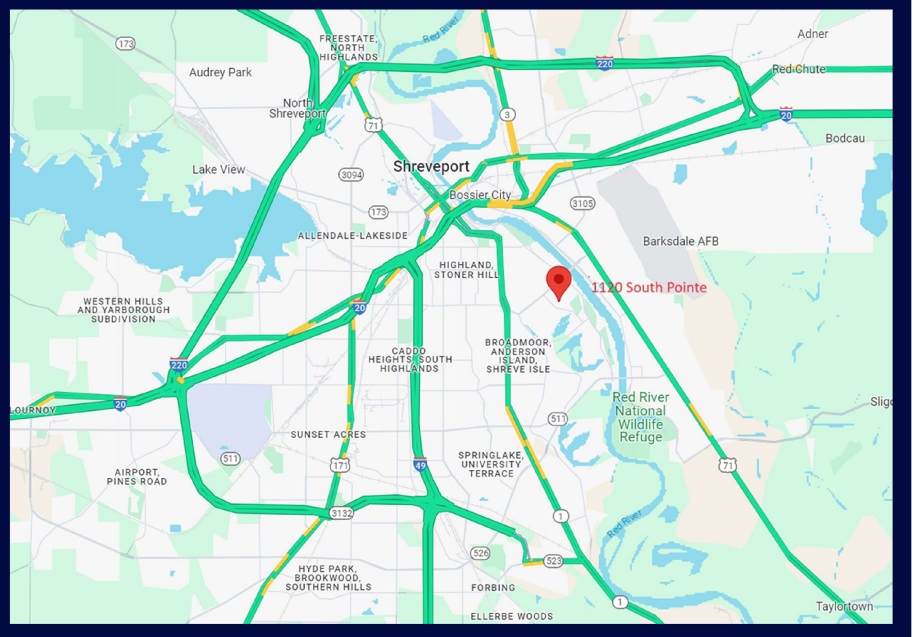 Red River
Adner
173
FREESTATE,
NORTH
HIGHLANDS
220
Red Chute
Audrey Park
North
Shreveport
71
3
20
Bodcau
Lake View
3094
Shreveport
Bossier City
173
3105
ALLENDALE-LAKESIDE
Barksdale AFB
HIGHLAND,
STONER HILL
1120 South Pointe
WESTERN HILLS
AND YARBOROUGH
SUBDIVISION
20
BROADMOOR,
ANDERSON
ISLAND,
SHREVE ISLE
CADDO
HEIGHTS, SOUTH
HIGHLANDS
220
20
LOURNOY
Red River
National
Wildlife
Refuge
Sligo
511
SUNSET ACRES
511
171
49
71
SPRINGLAKE,
UNIVERSITY
TERRACE
AIRPORT,
PINES ROAD
3132
1
Red River
526
523
HYDE PARK,
BROOKWOOD,
SOUTHERN HILLS
FORBING
1
Taylortown
ELLERBE WOODS